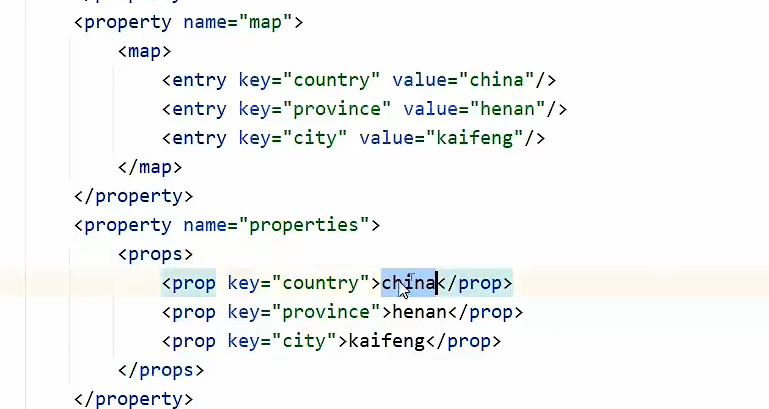 <property name="map">
<map>
<entry key="country" value="china"/>
<entry key="province" value="henan"/>
<entry key="city" value="kaifeng"/>
</map>
</property>
<property name="properties">
<props>
<prop key="country">china</prop>
<prop key="province">henan</prop>
<prop key="city">kaifeng</prop>
</props>
</property>